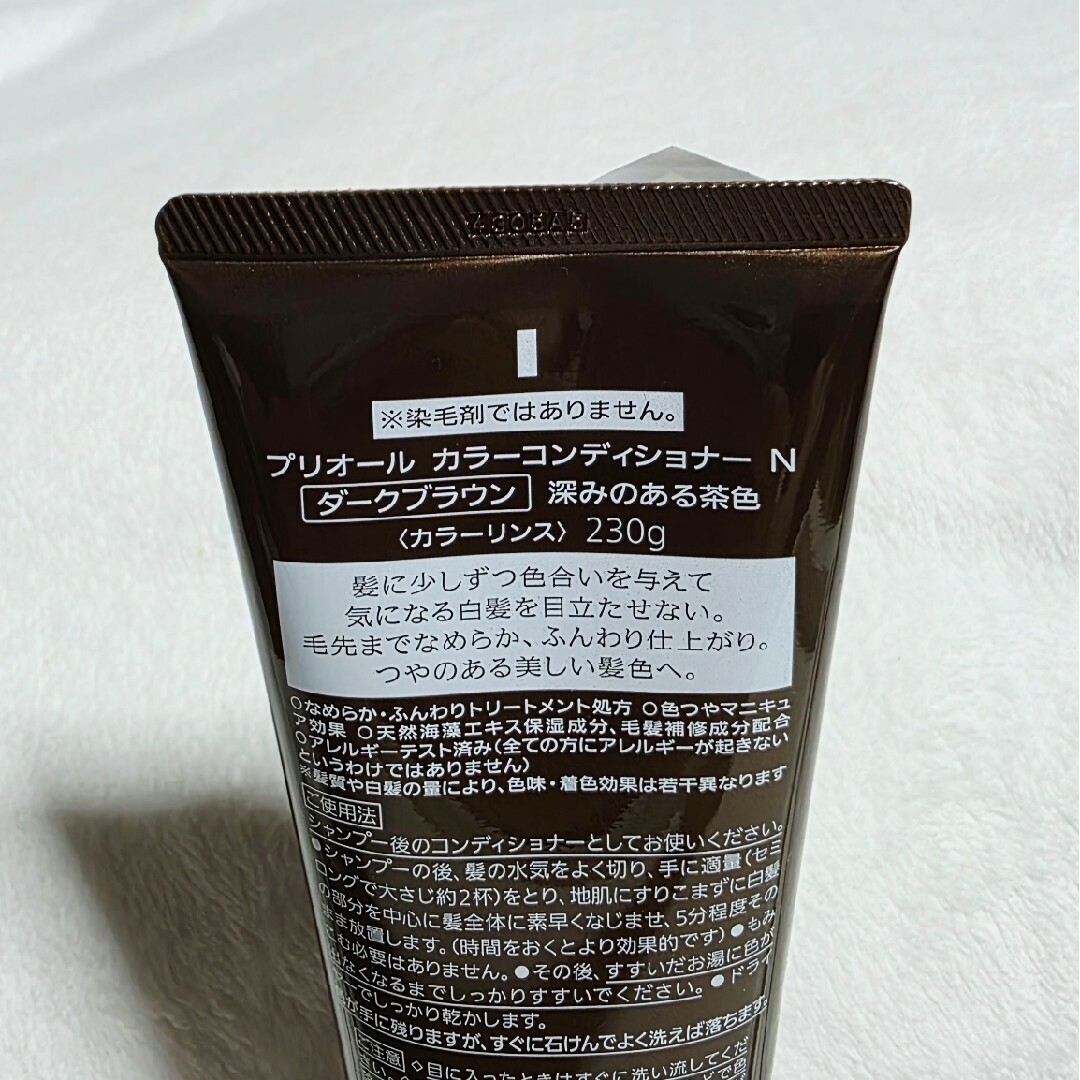 ※染毛剤ではありません。
プリオール カラーコンディショナー N
ダークブラウン 深みのある茶色
〈カラーリンス〉 230g
髪に少しずつ色合いを与えて
気になる白髪を目立たせない。
毛先までなめらか、ふんわり仕上がり。
つやのある美しい髪色へ。
○なめらか・ふんわりトリートメント処方 ○色つやマニキュ
ア効果 ○天然海藻エキス保湿成分、毛髪補修成分配合
○アレルギーテスト済み(全ての方にアレルギーが起きない
というわけではありません)
※髪質や白髪の量により、色味・着色効果は若干異なります
ご使用法
シャンプー後のコンディショナーとしてお使いください。
●シャンプーの後、髪の水気をよく切り、手に適量(セミ
ロングで大さじ約2杯)をとり、地肌にすりこまずに白髪
の部分を中心に髪全体に素早くなじませ、5分程度その
まま放置します。(時間をおくとより効果的です)●もみ
む必要はありません。●その後、すすいだお湯に色が
なくなるまでしっかりすすいでください。●ドライ
でしっかり乾かします。
が手に残りますが、すぐに石けんでよく洗えば落ちます。
ご注意 ◇目に入ったときはすぐに洗い流してくだ